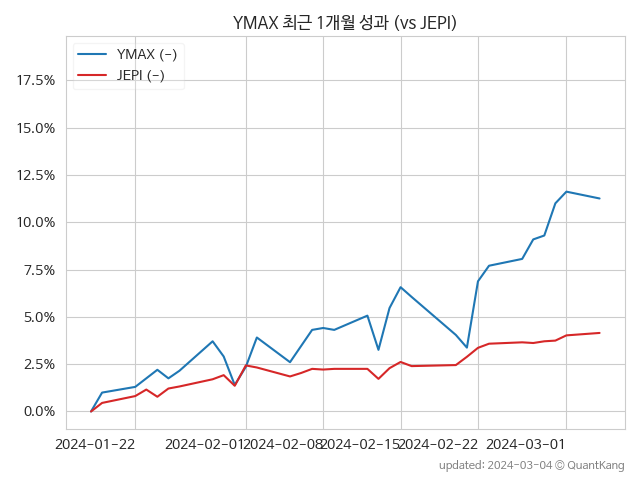 YMAX 최근 1개월 성과 (vs JEPI)
YMAX (-)
JEPI (-)
17.5%
15.0%
12.5%
10.0%
7.5%
5.0%
2.5%
0.0%
2024-01-22 2024-02-01 2024-02-08 2024-02-15 2024-02-22 2024-03-01
updated: 2024-03-04 © QuantKang